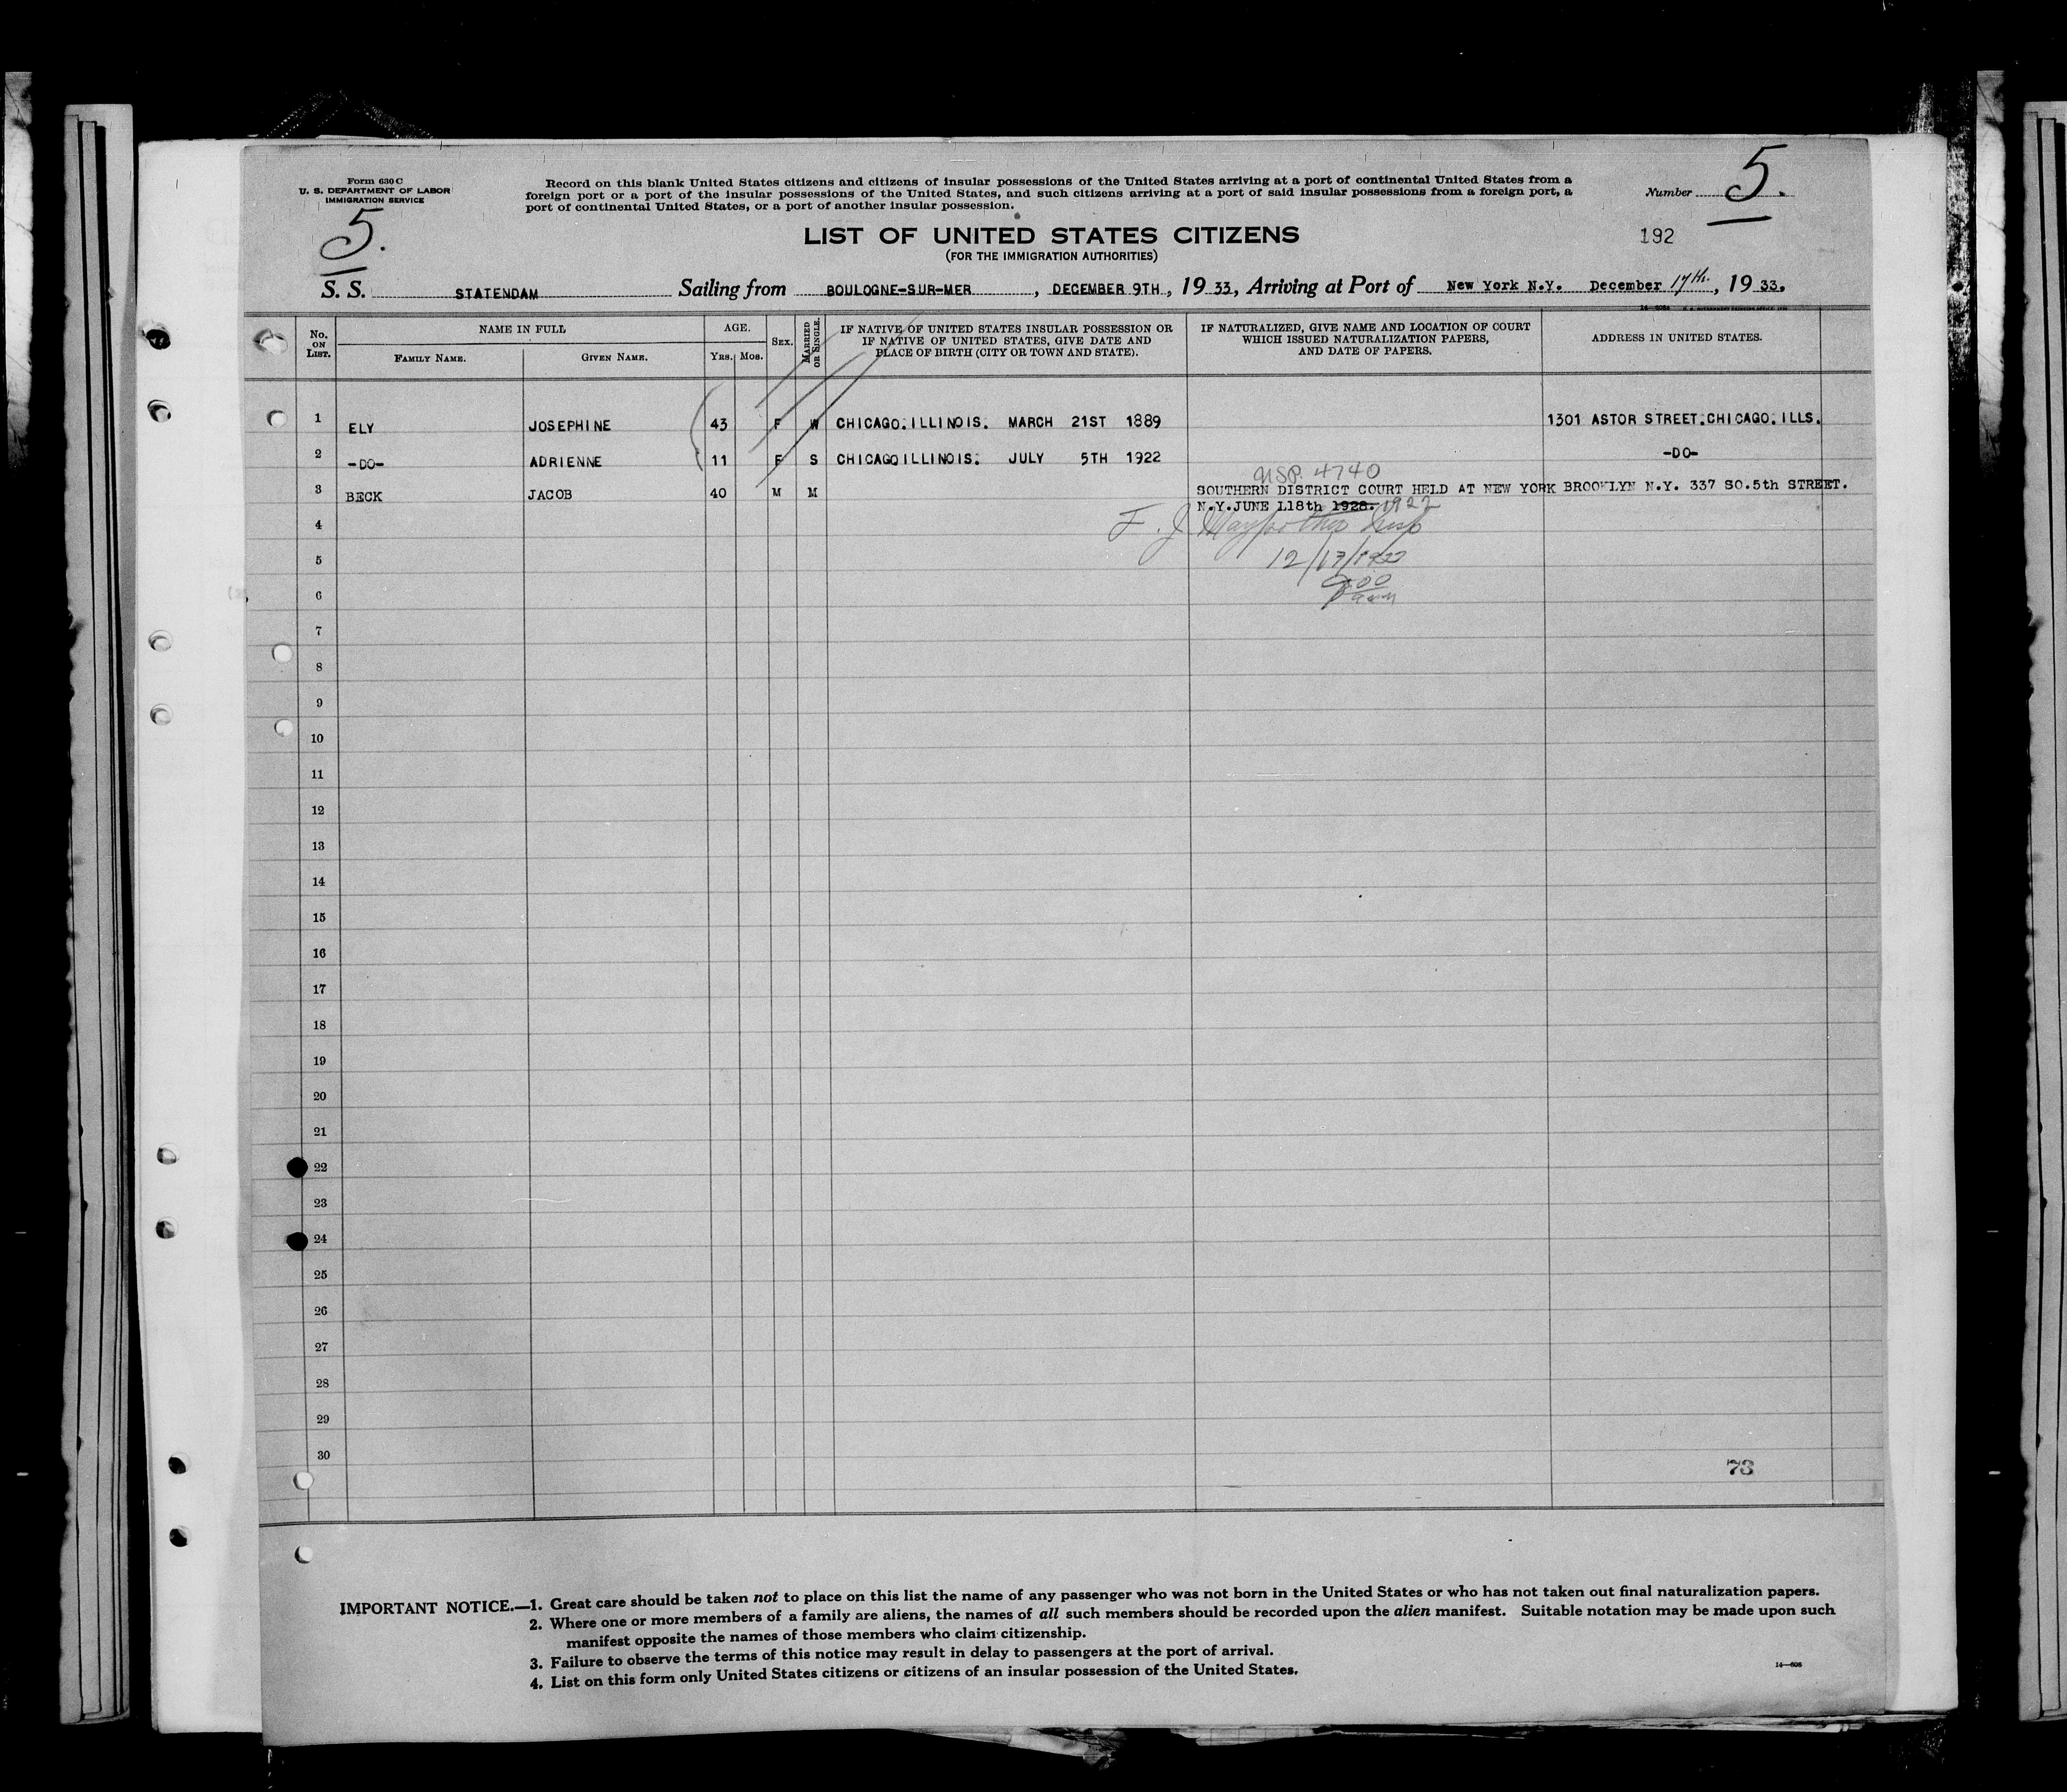 Form 630 C
U. S. DEPARTMENT OF LABOR
IMMIGRATION SERVICE
Record on this blank United States citizens and citizens of insular possessions of the United States arriving at a port of continental United States from a
foreign port or a port of the insular possessions of the United States, and such citizens arriving at a port of said insular possessions from a foreign port, a
port of continental United States, or a port of another insular possession.
Number 5.
5.
LIST OF UNITED STATES CITIZENS
192
(FOR THE IMMIGRATION AUTHORITIES)
S. S. STATENDAM Sailing from BOULOGNE-SUR-MER , DECEMBER 9TH , 19 33, Arriving at Port of New York N.Y. December 17th , 19 33.
No. ON LIST.
NAME IN FULL
FAMILY NAME.
GIVEN NAME.
AGE.
YRS.
MOS.
SEX.
MARRIED OR SINGLE.
IF NATIVE OF UNITED STATES INSULAR POSSESSION OR
IF NATIVE OF UNITED STATES, GIVE DATE AND
PLACE OF BIRTH (CITY OR TOWN AND STATE).
IF NATURALIZED, GIVE NAME AND LOCATION OF COURT
WHICH ISSUED NATURALIZATION PAPERS,
AND DATE OF PAPERS.
ADDRESS IN UNITED STATES.
1 ELY JOSEPHINE 43 F W CHICAGO.ILLINOIS. MARCH 21ST 1889 1301 ASTOR STREET.CHICAGO.ILLS.
2 -DO- ADRIENNE 11 F S CHICAGOILLINOIS. JULY 5TH 1922 -DO-
USP. 4740
3 BECK JACOB 40 M M SOUTHERN DISTRICT COURT HELD AT NEW YORK BROOKLYN N.Y. 337 SO.5th STREET.
N.Y.JUNE L18th 1928. 1922
4 F. J.
5 12/17/
6 9:00
7
8
9
10
11
12
13
14
15
16
17
18
19
20
21
22
23
24
25
26
27
28
29
30
73
IMPORTANT NOTICE.—1. Great care should be taken not to place on this list the name of any passenger who was not born in the United States or who has not taken out final naturalization papers.
2. Where one or more members of a family are aliens, the names of all such members should be recorded upon the alien manifest. Suitable notation may be made upon such
manifest opposite the names of those members who claim citizenship.
3. Failure to observe the terms of this notice may result in delay to passengers at the port of arrival.
4. List on this form only United States citizens or citizens of an insular possession of the United States.